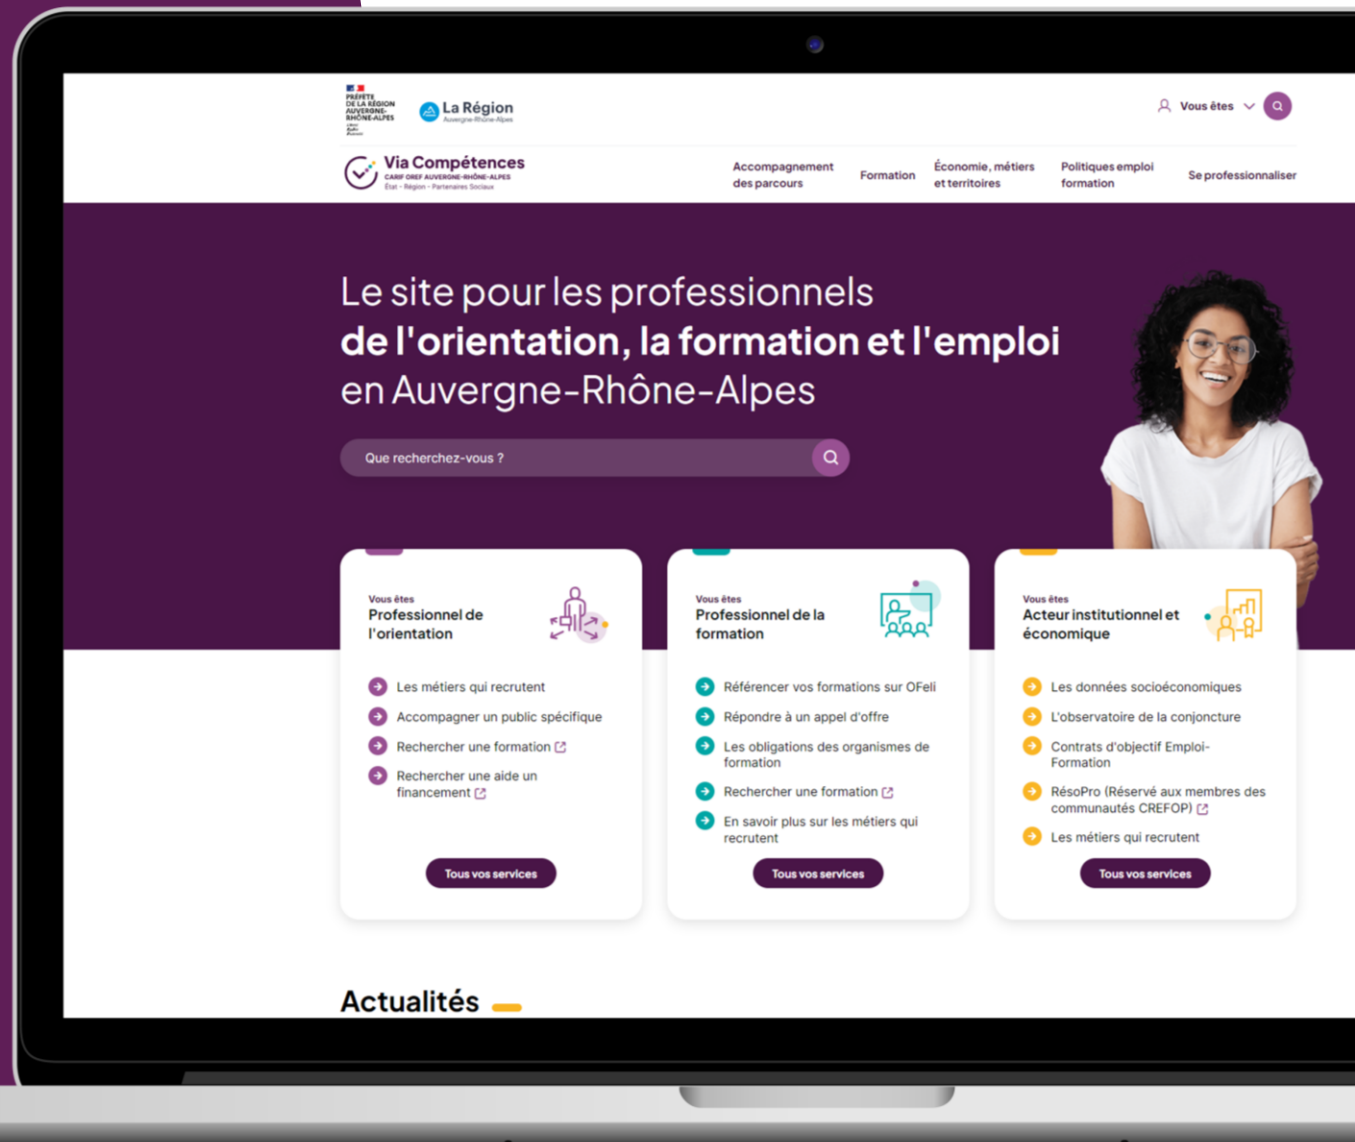 PRÉFÈTE
DE LA RÉGION
AUVERGNE-
RHÔNE-ALPES
La Région
Auvergne-Rhône-Alpes
Vous êtes
Via Compétences
CARIF OREF AUVERGNE-RHÔNE-ALPES
État - Région - Partenaires Sociaux
Accompagnement
des parcours
Formation
Économie, métiers
et territoires
Politiques emploi
formation
Se professionnaliser
Le site pour les professionnels
de l'orientation, la formation et l'emploi
en Auvergne-Rhône-Alpes
Que recherchez-vous ?
Vous êtes
Professionnel de
l'orientation
Les métiers qui recrutent
Accompagner un public spécifique
Rechercher une formation
Rechercher une aide un
financement
Tous vos services
Vous êtes
Professionnel de la
formation
Référencer vos formations sur OFeli
Répondre à un appel d'offre
Les obligations des organismes de
formation
Rechercher une formation
En savoir plus sur les métiers qui
recrutent
Tous vos services
Vous êtes
Acteur institutionnel et
économique
Les données socioéconomiques
L'observatoire de la conjoncture
Contrats d'objectif Emploi-
Formation
RésoPro (Réservé aux membres des
communautés CREFOP)
Les métiers qui recrutent
Tous vos services
Actualités